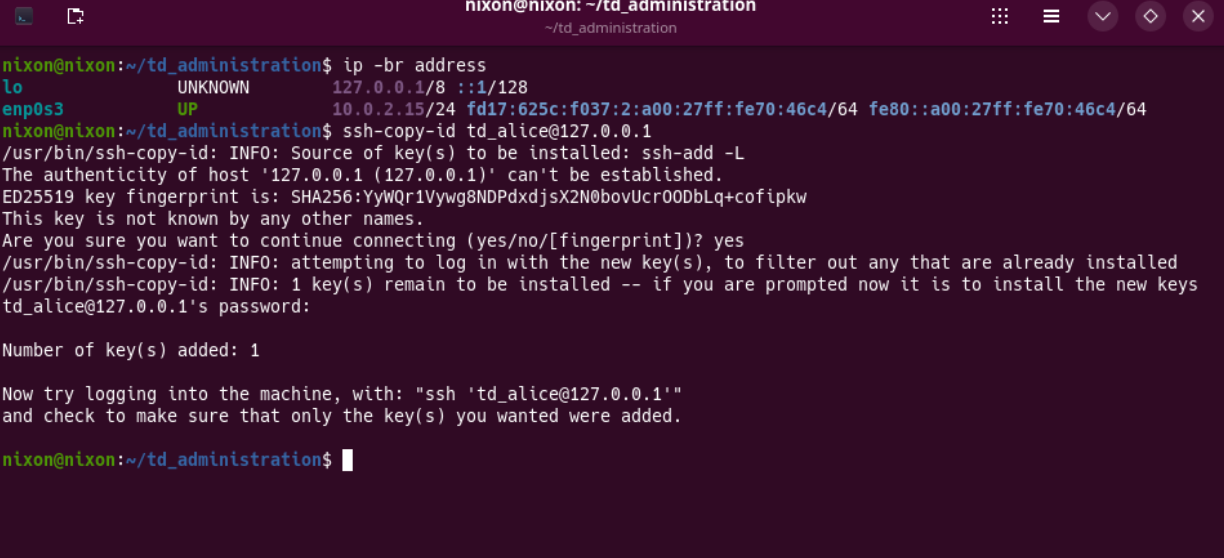 nixon@nixon: ~/td_administration
~/td_administration
nixon@nixon:~/td_administration$ ip -br address
lo UNKNOWN 127.0.0.1/8 ::1/128
enp0s3 UP 10.0.2.15/24 fd17:625c:f037:2:a00:27ff:fe70:46c4/64 fe80::a00:27ff:fe70:46c4/64
nixon@nixon:~/td_administration$ ssh-copy-id td_alice@127.0.0.1
/usr/bin/ssh-copy-id: INFO: Source of key(s) to be installed: ssh-add -L
The authenticity of host '127.0.0.1 (127.0.0.1)' can't be established.
ED25519 key fingerprint is: SHA256:YyWQr1Vywg8NDPdxdjsX2N0bovUcrOODbLq+cofipkw
This key is not known by any other names.
Are you sure you want to continue connecting (yes/no/[fingerprint])? yes
/usr/bin/ssh-copy-id: INFO: attempting to log in with the new key(s), to filter out any that are already installed
/usr/bin/ssh-copy-id: INFO: 1 key(s) remain to be installed -- if you are prompted now it is to install the new keys
td_alice@127.0.0.1's password:
Number of key(s) added: 1
Now try logging into the machine, with: "ssh 'td_alice@127.0.0.1'"
and check to make sure that only the key(s) you wanted were added.
nixon@nixon:~/td_administration$